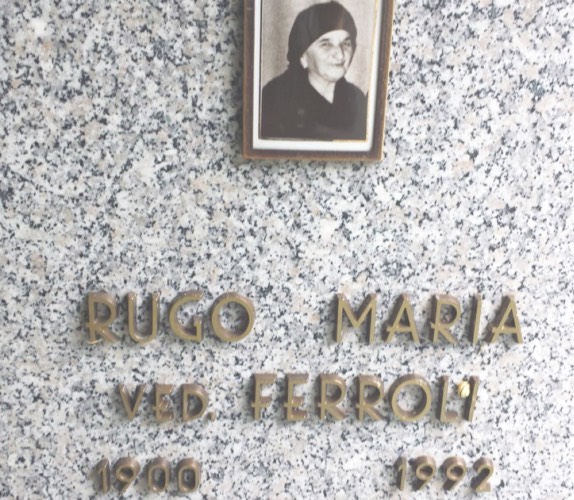 RUGO MARIA
VED. FERROLI
1900 1992